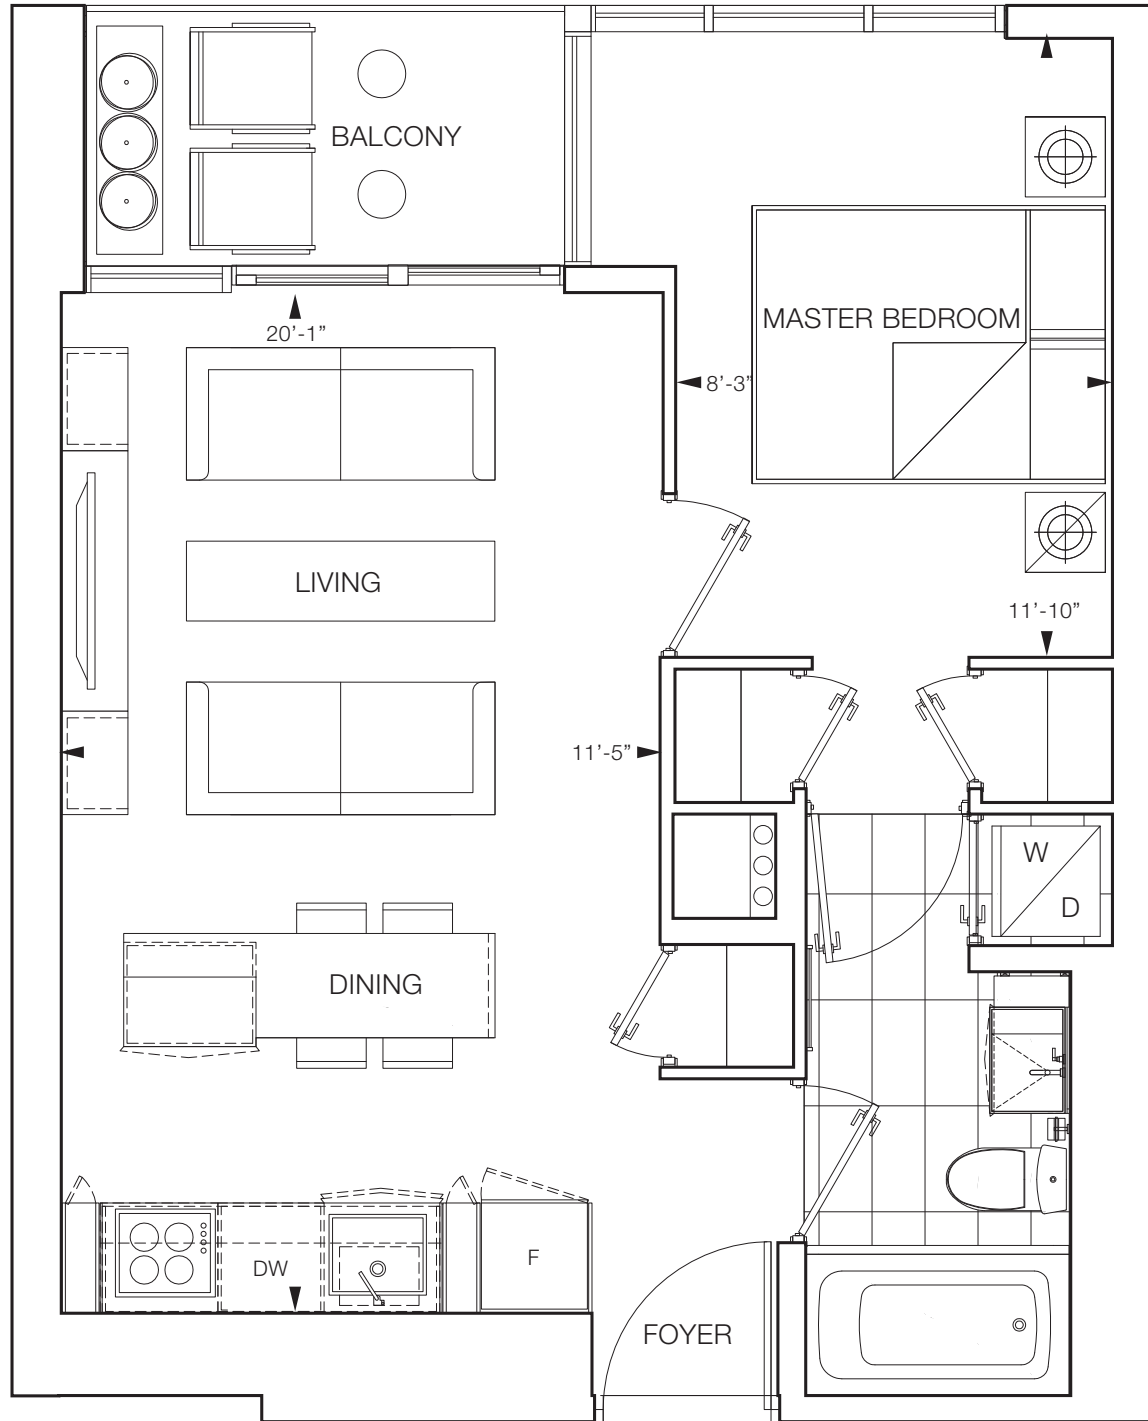 BALCONY
MASTER BEDROOM
20’-1”
8’-3”
LIVING
11’-10”
11’-5”
W
D
DINING
F
DW
FOYER